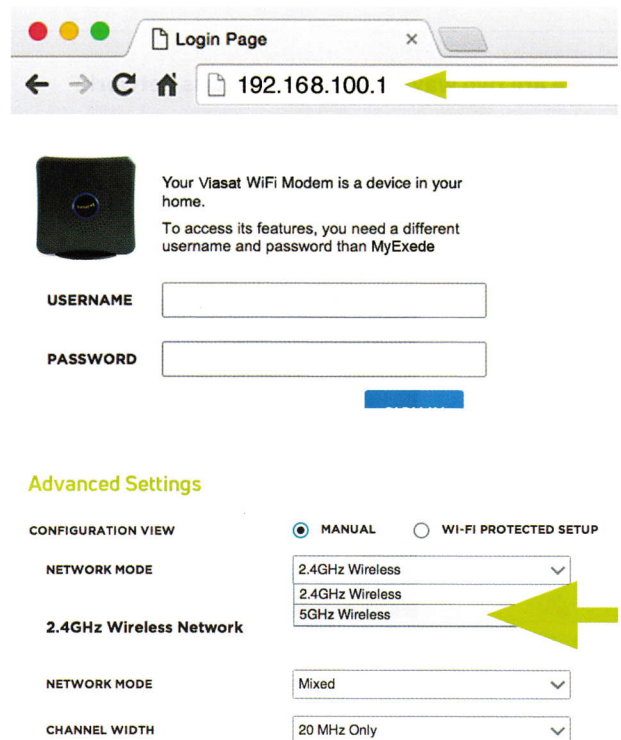 Login Page
192.168.100.1
Your Viasat WiFi Modem is a device in your
home.
To access its features, you need a different
username and password than MyExede
USERNAME
PASSWORD
Advanced Settings
CONFIGURATION VIEW
MANUAL
WI-FI PROTECTED SETUP
NETWORK MODE
2.4GHz Wireless
2.4GHz Wireless
5GHz Wireless
2.4GHz Wireless Network
NETWORK MODE
Mixed
CHANNEL WIDTH
20 MHz Only